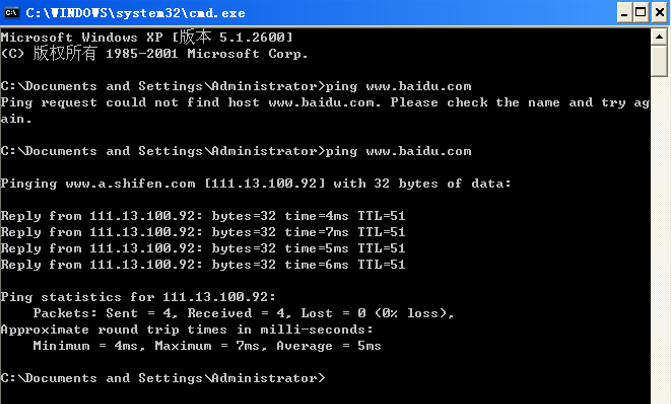 C:\WINDOWS\system32\cmd.exe
Microsoft Windows XP [版本 5.1.2600]
(C) 版权所有 1985-2001 Microsoft Corp.
C:\Documents and Settings\Administrator>ping www.baidu.com
Ping request could not find host www.baidu.com. Please check the name and try ag
ain.
C:\Documents and Settings\Administrator>ping www.baidu.com
Pinging www.a.shifen.com [111.13.100.92] with 32 bytes of data:
Reply from 111.13.100.92: bytes=32 time=4ms TTL=51
Reply from 111.13.100.92: bytes=32 time=7ms TTL=51
Reply from 111.13.100.92: bytes=32 time=5ms TTL=51
Reply from 111.13.100.92: bytes=32 time=6ms TTL=51
Ping statistics for 111.13.100.92:
    Packets: Sent = 4, Received = 4, Lost = 0 (0% loss),
Approximate round trip times in milli-seconds:
    Minimum = 4ms, Maximum = 7ms, Average = 5ms
C:\Documents and Settings\Administrator>